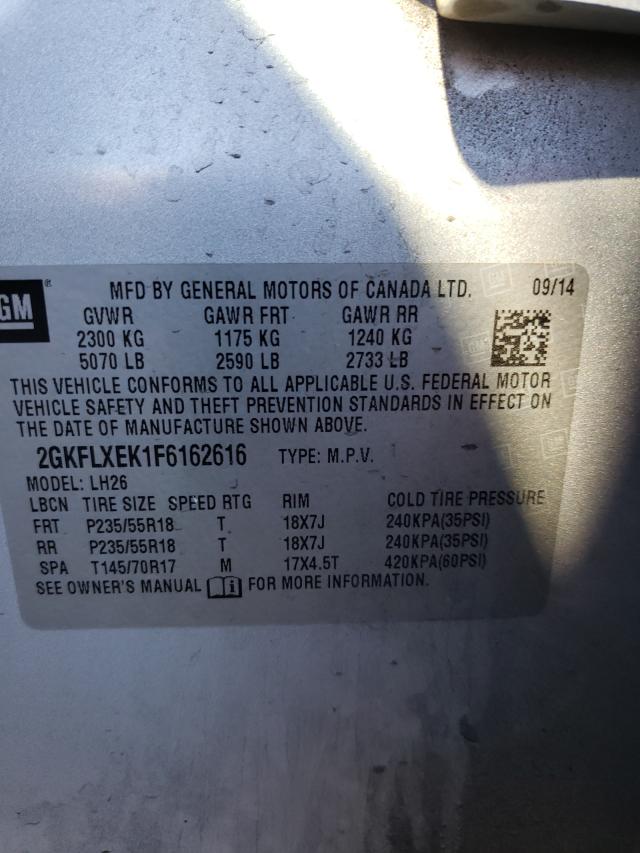 GM®
MFD BY GENERAL MOTORS OF CANADA LTD. 09/14
GVWR GAWR FRT GAWR RR
2300 KG 1175 KG 1240 KG
5070 LB 2590 LB 2733 LB
THIS VEHICLE CONFORMS TO ALL APPLICABLE U.S. FEDERAL MOTOR
VEHICLE SAFETY AND THEFT PREVENTION STANDARDS IN EFFECT ON
THE DATE OF MANUFACTURE SHOWN ABOVE.
2GKFLXEK1F6162616 TYPE: M.P.V.
MODEL: LH26
LBCN TIRE SIZE SPEED RTG RIM COLD TIRE PRESSURE
FRT P235/55R18 T 18X7J 240KPA(35PSI)
RR P235/55R18 T 18X7J 240KPA(35PSI)
SPA T145/70R17 M 17X4.5T 420KPA(60PSI)
SEE OWNER'S MANUAL FOR MORE INFORMATION.